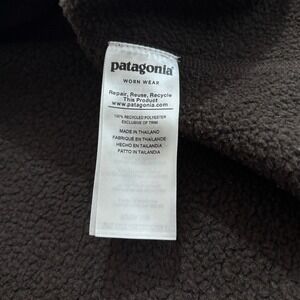 patagonia®
WORN WEAR
Repair, Reuse, Recycle
This Product
www.patagonia.com
100% RECYCLED POLYESTER
EXCLUSIVE OF TRIM
MADE IN THAILAND
FABRIQUÉ EN THAÏLANDE
HECHO EN TAILANDIA
FATTO IN TAILANDIA